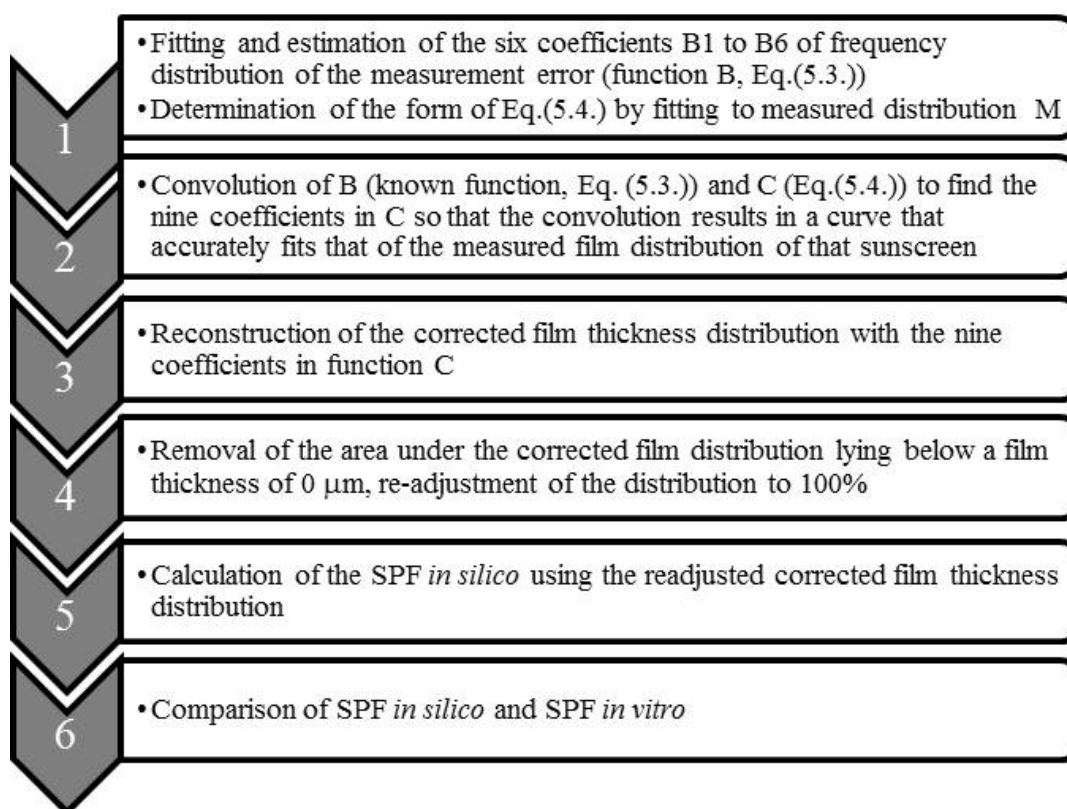 1
•Fitting and estimation of the six coefficients B1 to B6 of frequency
distribution of the measurement error (function B, Eq.(5.3.))
•Determination of the form of Eq.(5.4.) by fitting to measured distribution M
2
•Convolution of B (known function, Eq. (5.3.)) and C (Eq.(5.4.)) to find the
nine coefficients in C so that the convolution results in a curve that
accurately fits that of the measured film distribution of that sunscreen
3
•Reconstruction of the corrected film thickness distribution with the nine
coefficients in function C
4
•Removal of the area under the corrected film distribution lying below a film
thickness of 0 µm, re-adjustment of the distribution to 100%
5
•Calculation of the SPF in silico using the readjusted corrected film thickness
distribution
6
•Comparison of SPF in silico and SPF in vitro